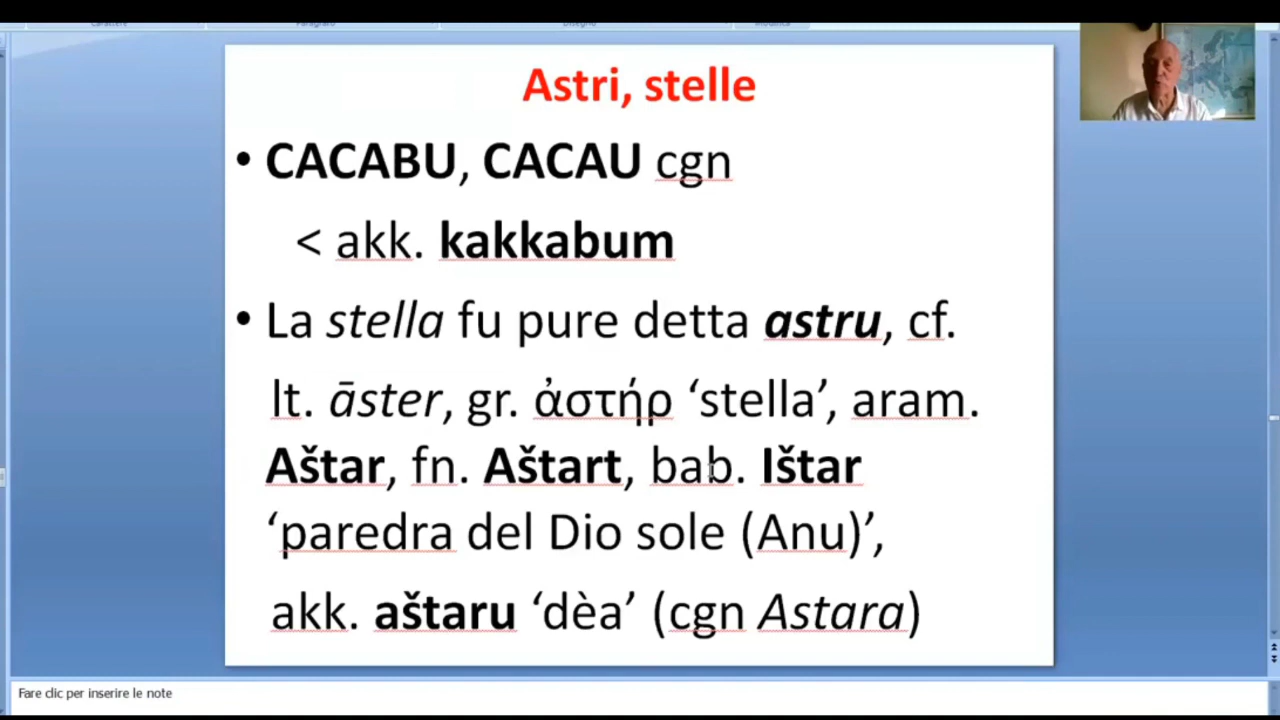 Astri, stelle
• CACABU, CACAU cgn
< akk. kakkabum
• La stella fu pure detta astru, cf.
lt. āster, gr. ἀστήρ ‘stella’, aram.
Aštar, fn. Aštart, bab. Ištar
‘paredra del Dio sole (Anu)’,
akk. aštaru ‘dèa’ (cgn Astara)
Fare clic per inserire le note